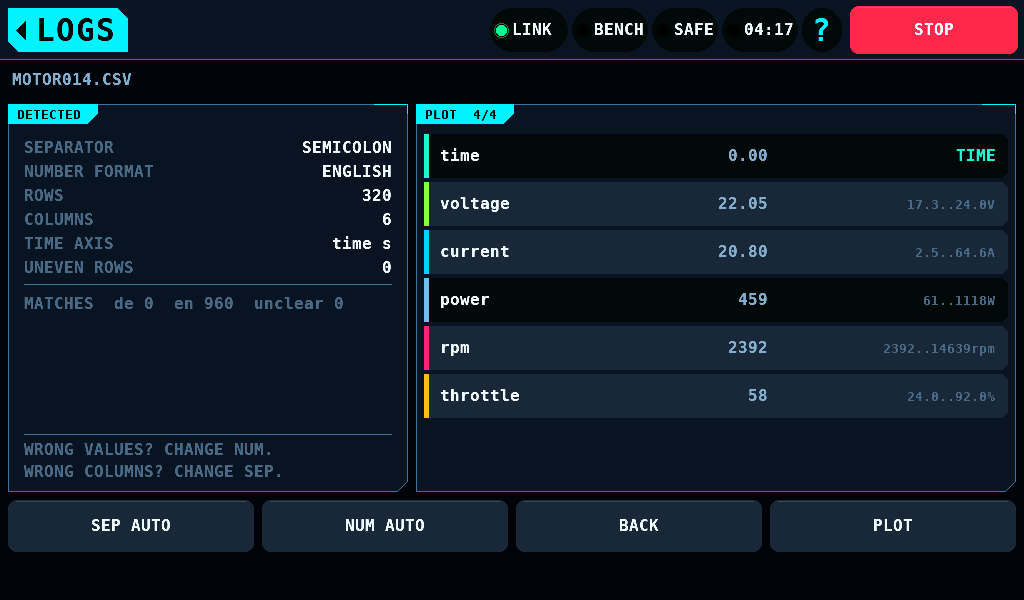 LOGS
LINK
BENCH
SAFE
04:17
?
STOP
MOTOR014.CSV
DETECTED
SEPARATOR SEMICOLON
NUMBER FORMAT ENGLISH
ROWS 320
COLUMNS 6
TIME AXIS time s
UNEVEN ROWS 0
MATCHES de 0 en 960 unclear 0
WRONG VALUES? CHANGE NUM.
WRONG COLUMNS? CHANGE SEP.
PLOT 4/4
time 0.00 TIME
voltage 22.05 17.3..24.0V
current 20.80 2.5..64.6A
power 459 61..1118W
rpm 2392 2392..14639rpm
throttle 58 24.0..92.0%
SEP AUTO
NUM AUTO
BACK
PLOT